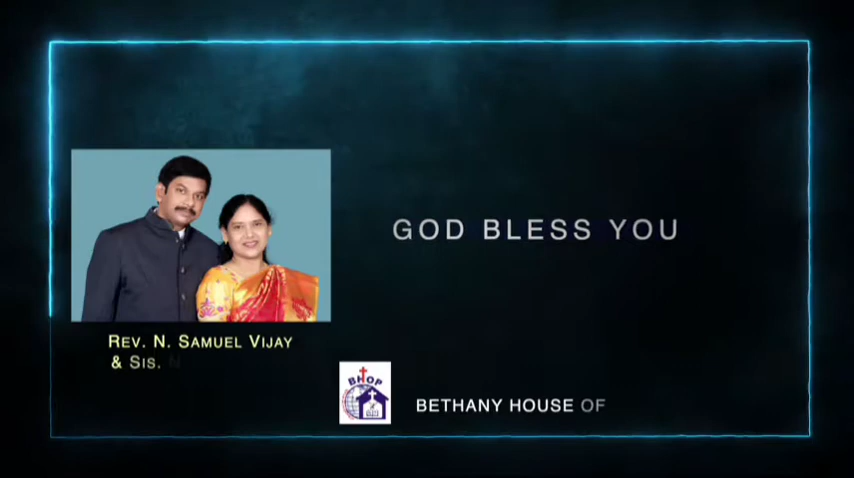 GOD BLESS YOU
REV. N. SAMUEL VIJAY
& SIS. N
BHOP
BETHANY HOUSE OF